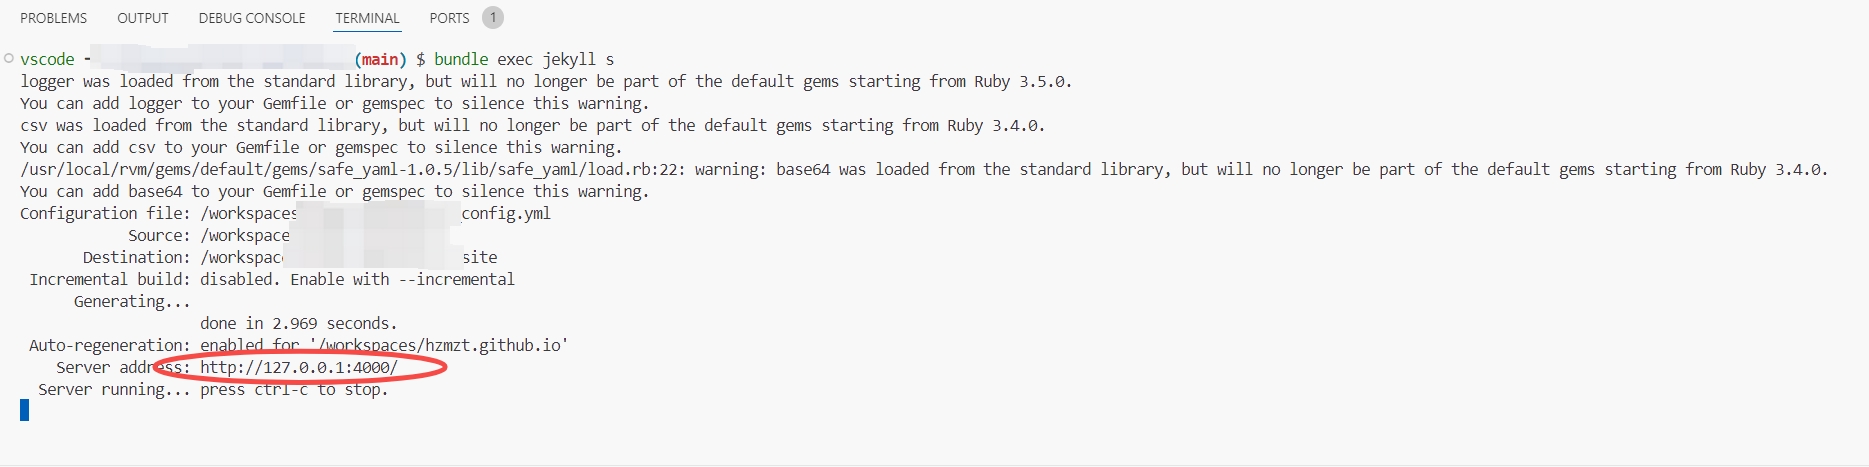 PROBLEMS OUTPUT DEBUG CONSOLE TERMINAL PORTS 1
vscode - (main) $ bundle exec jekyll s
logger was loaded from the standard library, but will no longer be part of the default gems starting from Ruby 3.5.0.
You can add logger to your Gemfile or gemspec to silence this warning.
csv was loaded from the standard library, but will no longer be part of the default gems starting from Ruby 3.4.0.
You can add csv to your Gemfile or gemspec to silence this warning.
/usr/local/rvm/gems/default/gems/safe_yaml-1.0.5/lib/safe_yaml/load.rb:22: warning: base64 was loaded from the standard library, but will no longer be part of the default gems starting from Ruby 3.4.0.
You can add base64 to your Gemfile or gemspec to silence this warning.
Configuration file: /workspaces config.yml
Source: /workspace
Destination: /workspac site
Incremental build: disabled. Enable with --incremental
Generating...
done in 2.969 seconds.
Auto-regeneration: enabled for '/workspaces/hzmzt.github.io'
Server address: http://127.0.0.1:4000/
Server running... press ctrl-c to stop.